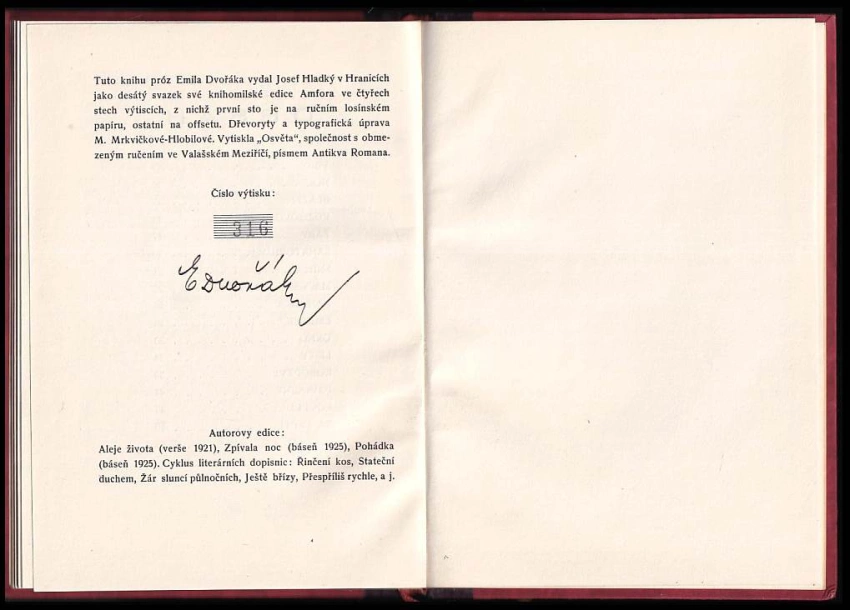 Tuto knihu próz Emila Dvořáka vydal Josef Hladký v Hranicích
jako desátý svazek své knihomilské edice Amfora ve čtyřech
stech výtiscích, z nichž první sto je na ručním losínském
papíru, ostatní na offsetu. Dřevoryty a typografická úprava
M. Mrkvičkové-Hlobilové. Vytiskla „Osvěta“, společnost s obme-
zeným ručením ve Valašském Meziříčí, písmem Antikva Romana.
Číslo výtisku:
316
EDvořák
Autorovy edice:
Aleje života (verše 1921), Zpívala noc (báseň 1925), Pohádka
(báseň 1925). Cyklus literárních dopisnic: Řinčení kos, Stateční
duchem, Žár sluncí půlnočních, Ještě břízy, Přespříliš rychle, a j.